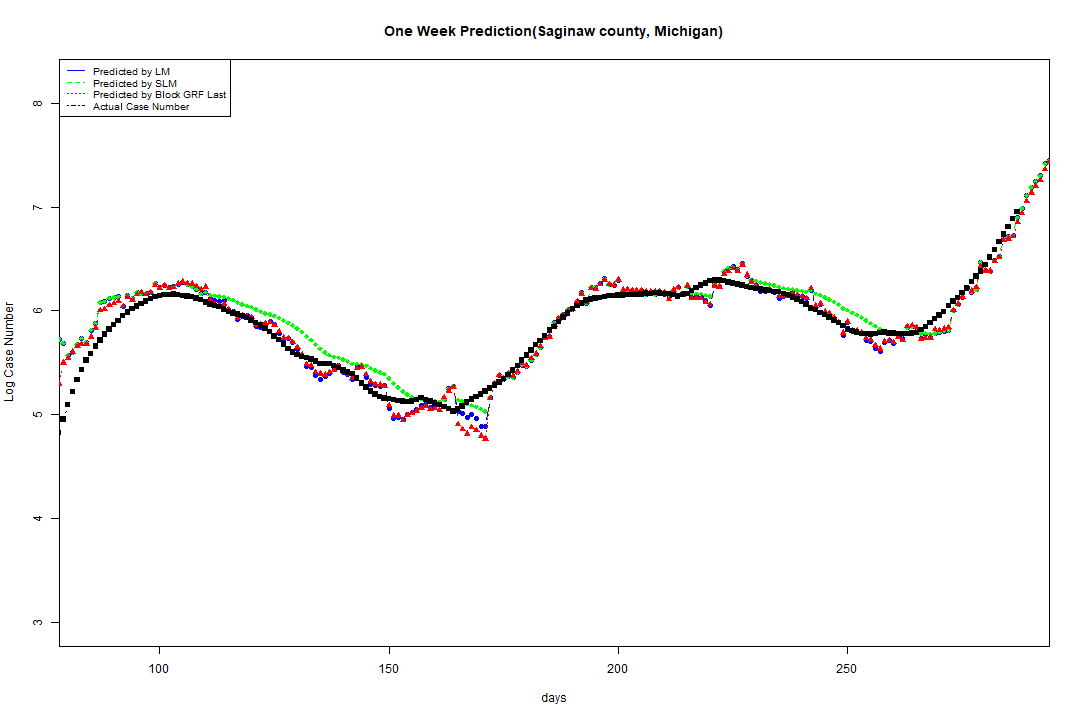 One Week Prediction(Saginaw county, Michigan)
Predicted by LM
Predicted by SLM
Predicted by Block GRF Last
Actual Case Number
Log Case Number
8
7
6
5
4
3
100 150 200 250
days